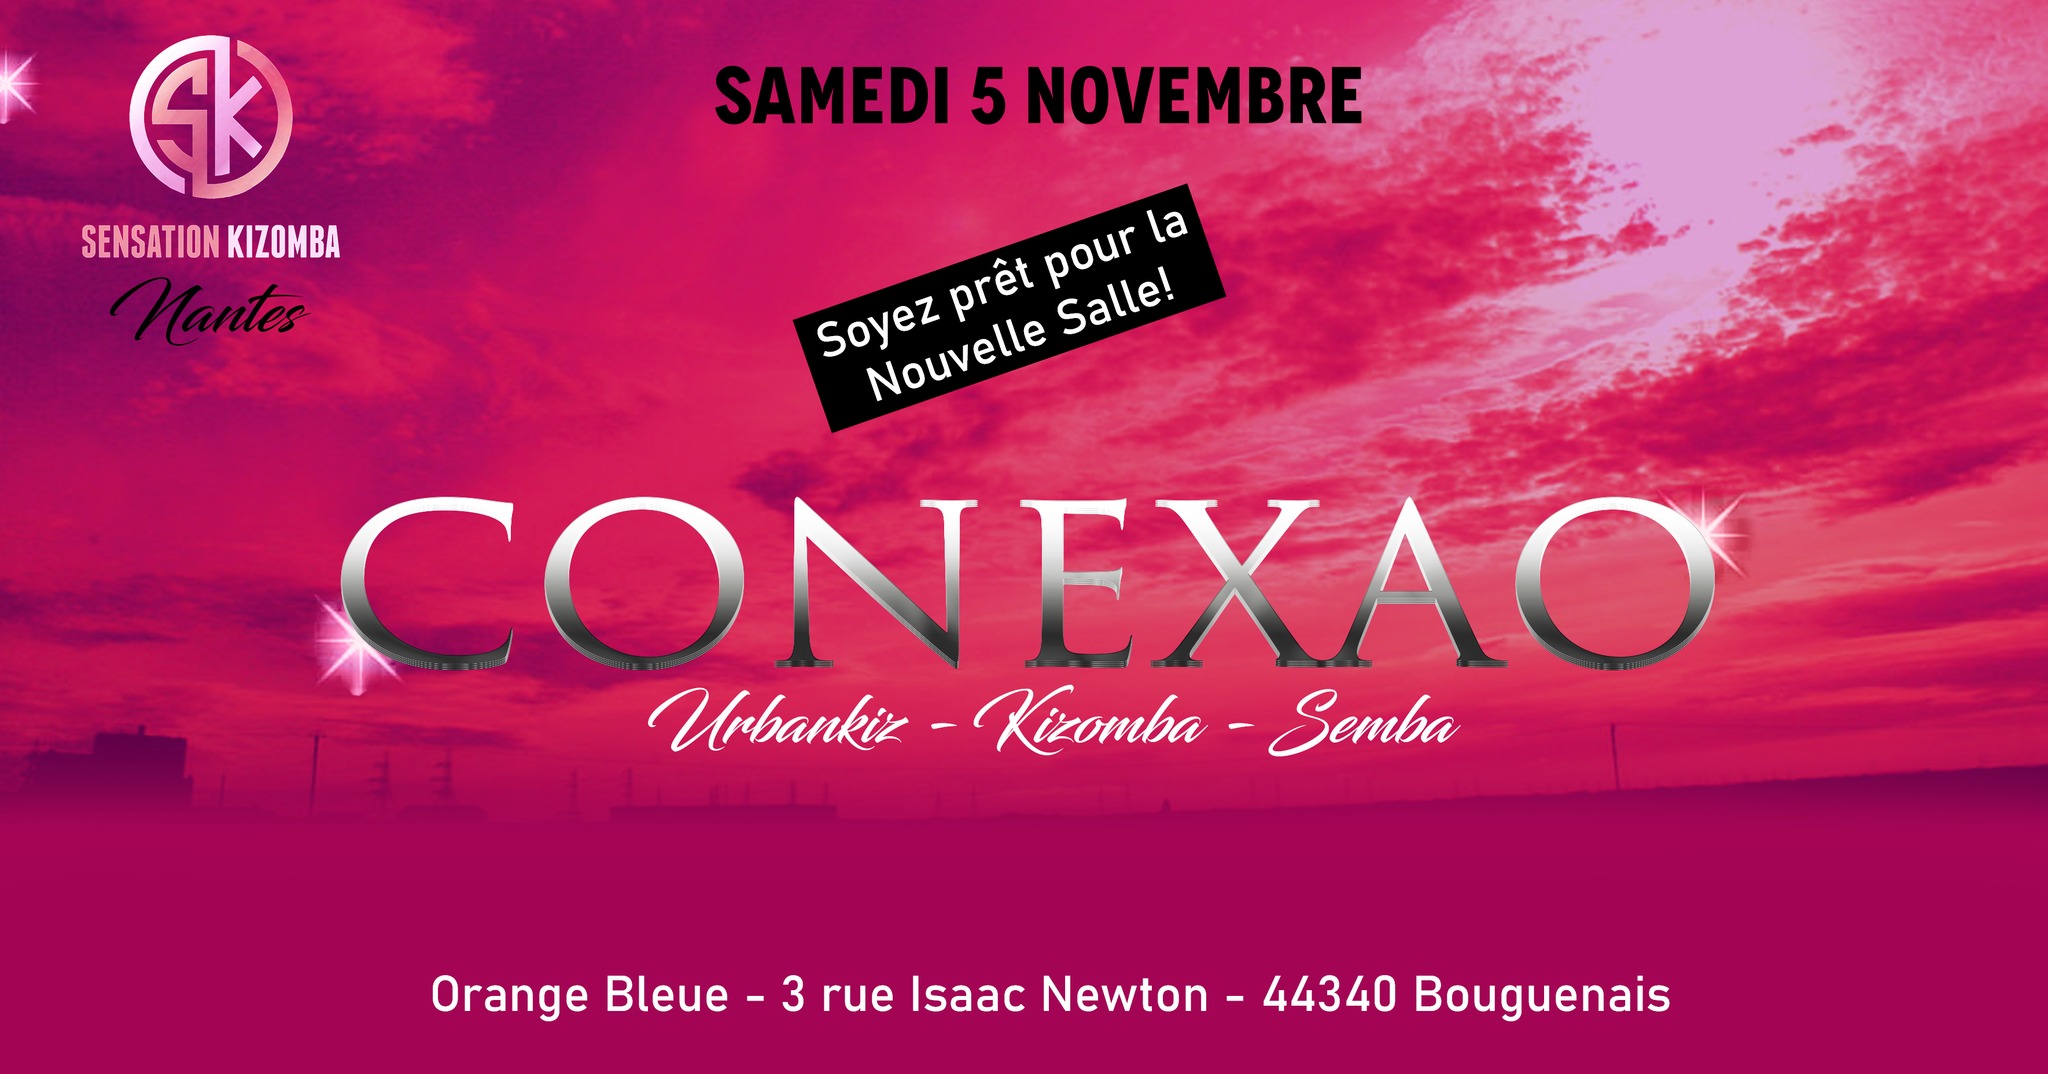 SK
SENSATION KIZOMBA
Nantes
SAMEDI 5 NOVEMBRE
Soyez prêt pour la
Nouvelle Salle!
CONEXAO
Urbankiz - Kizomba - Semba
Orange Bleue - 3 rue Isaac Newton - 44340 Bouguenais